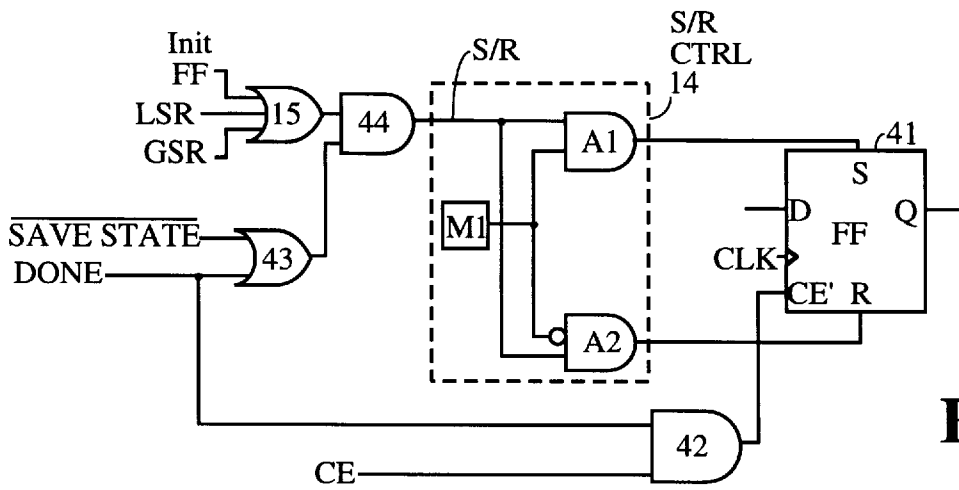 Init
FF
LSR
GSR
15
44
S/R
S/R
CTRL
14
A1
M1
A2
41
S
D
Q
FF
CLK
CE'
R
SAVE STATE
DONE
43
42
CE